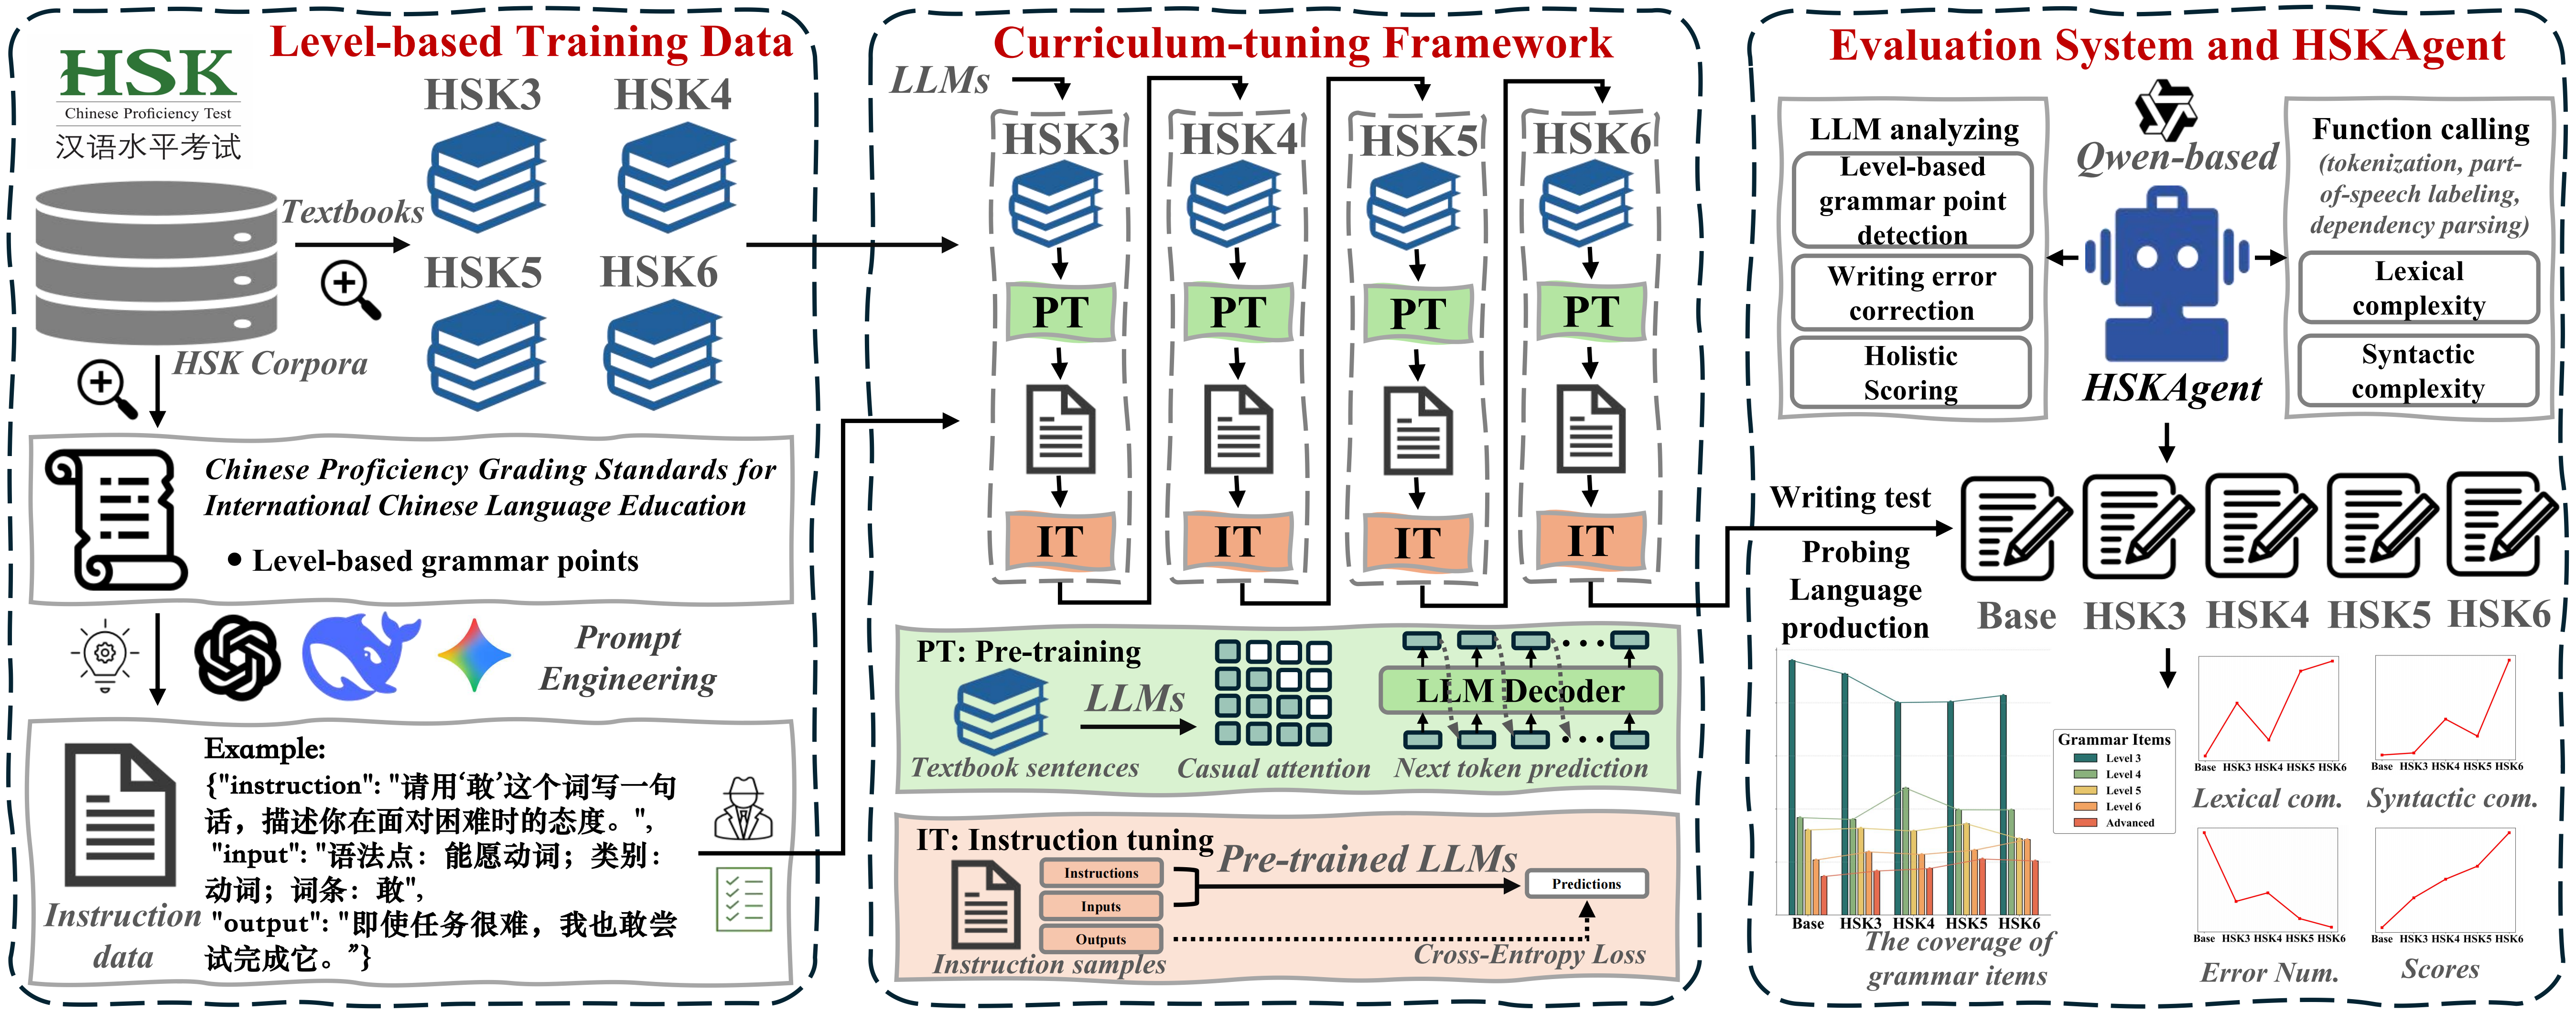 Level-based Training Data
HSK
Chinese Proficiency Test
汉语水平考试
HSK3
HSK4
Textbooks
HSK5
HSK6
HSK Corpora
Chinese Proficiency Grading Standards for
International Chinese Language Education
• Level-based grammar points
Prompt
Engineering
Example:
{"instruction": "请用‘敢’这个词写一句
话，描述你在面对困难时的态度。",
"input": "语法点：能愿动词；类别：
动词；词条：敢",
"output": "即使任务很难，我也敢尝
试完成它。”}
Instruction
data
Curriculum-tuning Framework
LLMs
HSK3
HSK4
HSK5
HSK6
PT
PT
PT
PT
IT
IT
IT
IT
PT: Pre-training
LLMs
LLM Decoder
Textbook sentences
Casual attention
Next token prediction
IT: Instruction tuning
Instructions
Inputs
Outputs
Pre-trained LLMs
Predictions
Instruction samples
Cross-Entropy Loss
Evaluation System and HSKAgent
LLM analyzing
Level-based
grammar point
detection
Writing error
correction
Holistic
Scoring
Qwen-based
HSKAgent
Function calling
(tokenization, part-
of-speech labeling,
dependency parsing)
Lexical
complexity
Syntactic
complexity
Writing test
Probing
Language
production
Base
HSK3
HSK4
HSK5
HSK6
Grammar Items
Level 3
Level 4
Level 5
Level 6
Advanced
Base
HSK3
HSK4
HSK5
HSK6
The coverage of
grammar items
Base HSK3 HSK4 HSK5 HSK6
Lexical com.
Base HSK3 HSK4 HSK5 HSK6
Syntactic com.
Base HSK3 HSK4 HSK5 HSK6
Error Num.
Base HSK3 HSK4 HSK5 HSK6
Scores